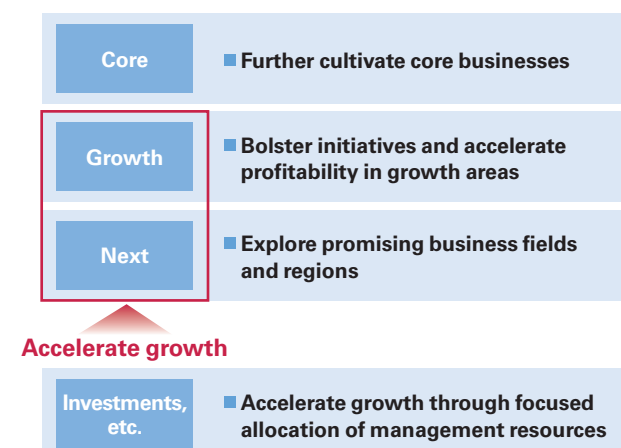 Core
■ Further cultivate core businesses
Growth
■ Bolster initiatives and accelerate
profitability in growth areas
Next
■ Explore promising business fields
and regions
Accelerate growth
Investments,
etc.
■ Accelerate growth through focused
allocation of management resources